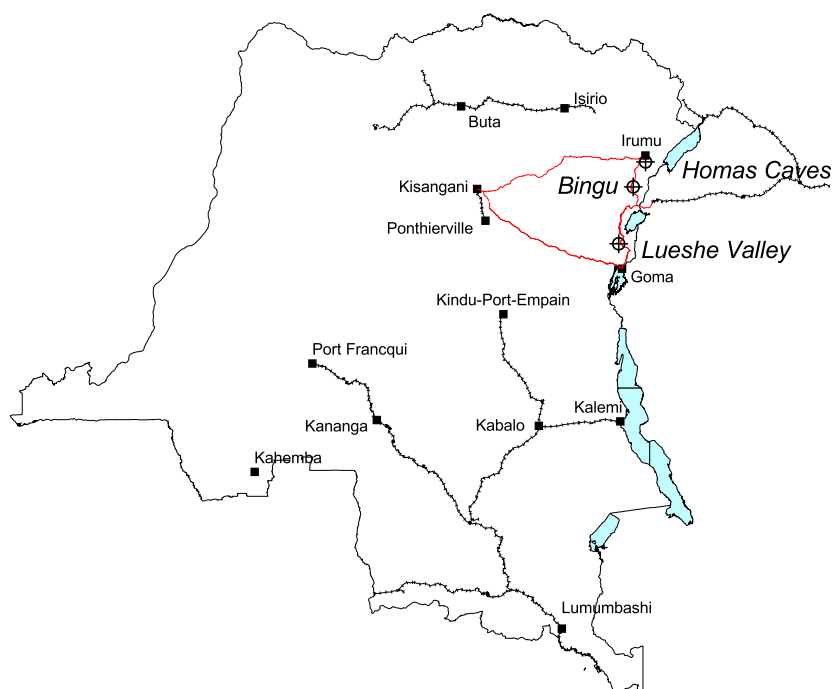 Isirio
Buta
Irumu
Homas Caves
Kisangani
Bingu
Ponthierville
Lueshe Valley
Goma
Kindu-Port-Empain
Port Francqui
Kalemi
Kananga
Kabalo
Kahemba
Lumumbashi